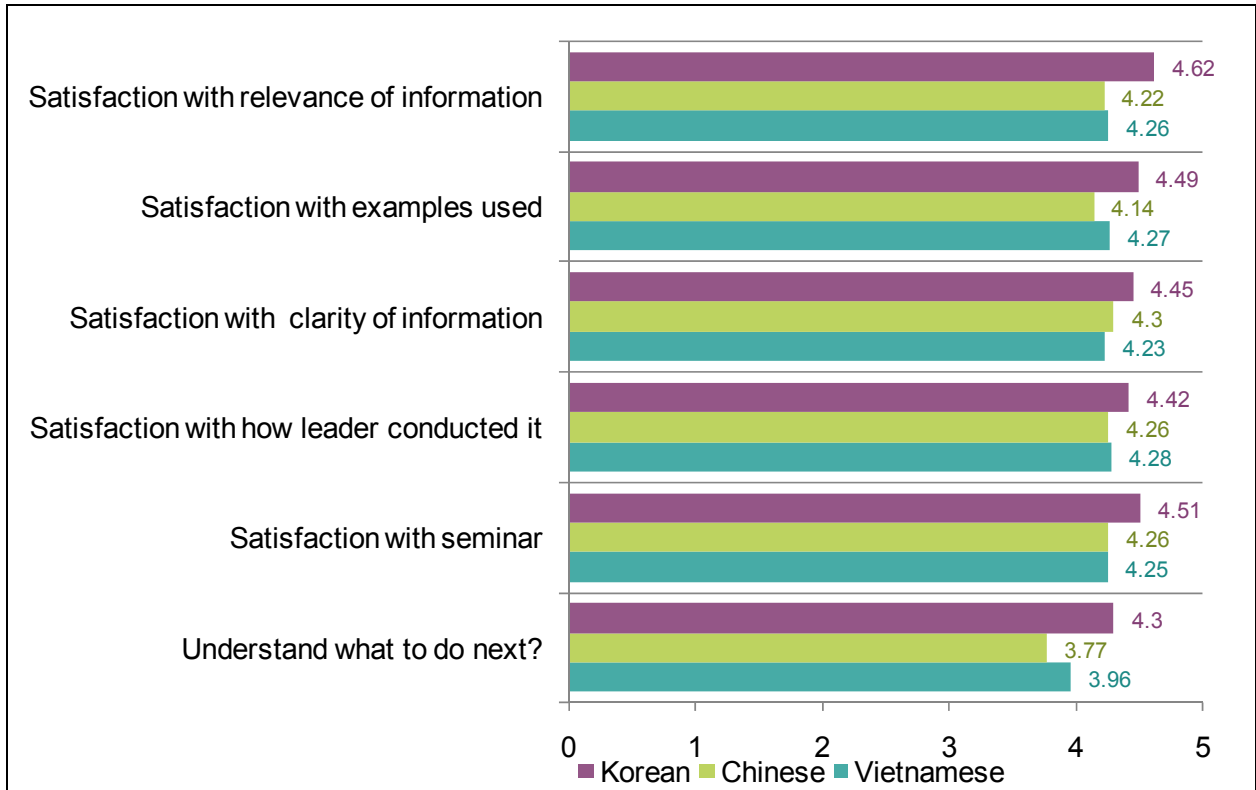 Satisfaction with relevance of information
4.62
4.22
4.26
Satisfaction with examples used
4.49
4.14
4.27
Satisfaction with clarity of information
4.45
4.3
4.23
Satisfaction with how leader conducted it
4.42
4.26
4.28
Satisfaction with seminar
4.51
4.26
4.25
Understand what to do next?
4.3
3.77
3.96
0 1 2 3 4 5
Korean Chinese Vietnamese